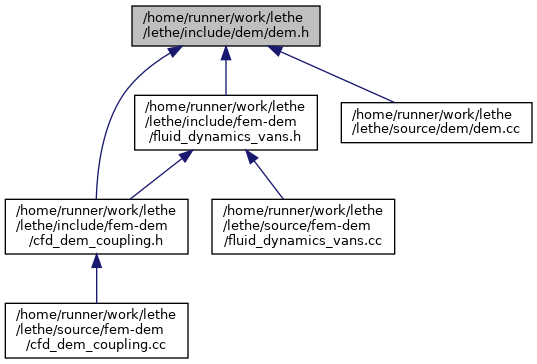 /home/runner/work/lethe
/lethe/include/dem/dem.h
/home/runner/work/lethe
/lethe/include/fem-dem
/fluid_dynamics_vans.h
/home/runner/work/lethe
/lethe/source/dem/dem.cc
/home/runner/work/lethe
/lethe/include/fem-dem
/cfd_dem_coupling.h
/home/runner/work/lethe
/lethe/source/fem-dem
/fluid_dynamics_vans.cc
/home/runner/work/lethe
/lethe/source/fem-dem
/cfd_dem_coupling.cc